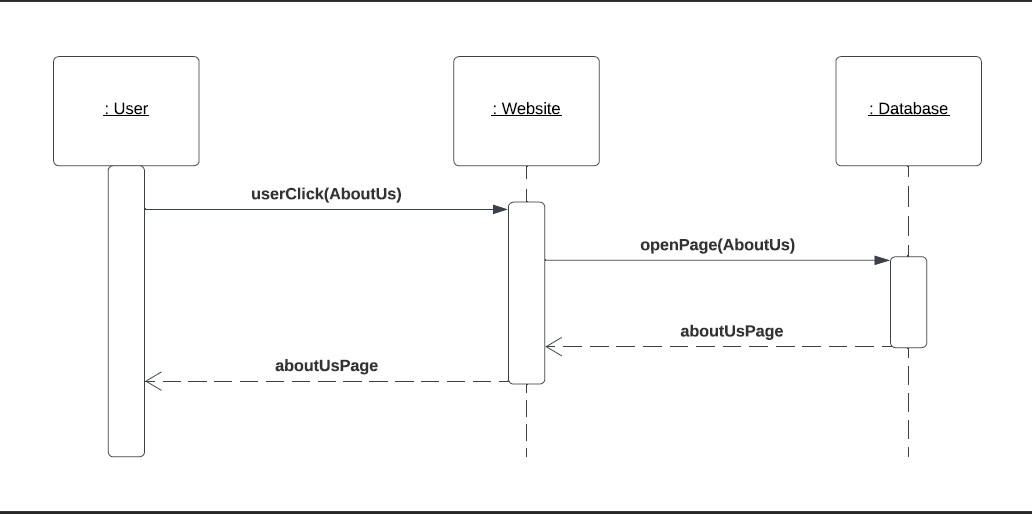 : User
: Website
: Database
userClick(AboutUs)
openPage(AboutUs)
aboutUsPage
aboutUsPage